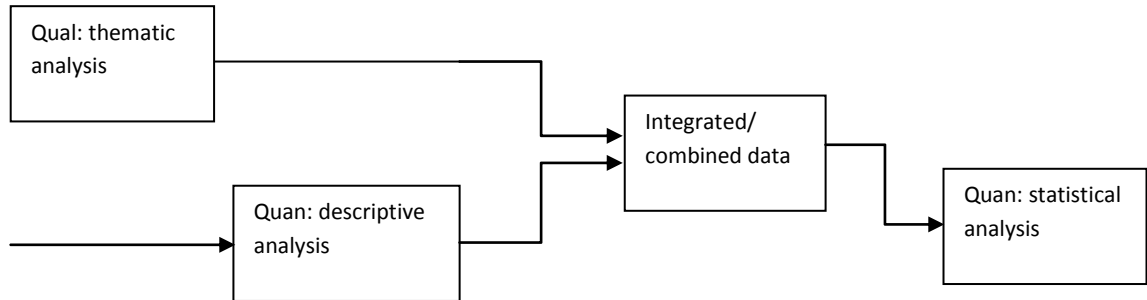 Qual: thematic
analysis
Integrated/
combined data
Quan: descriptive
analysis
Quan: statistical
analysis